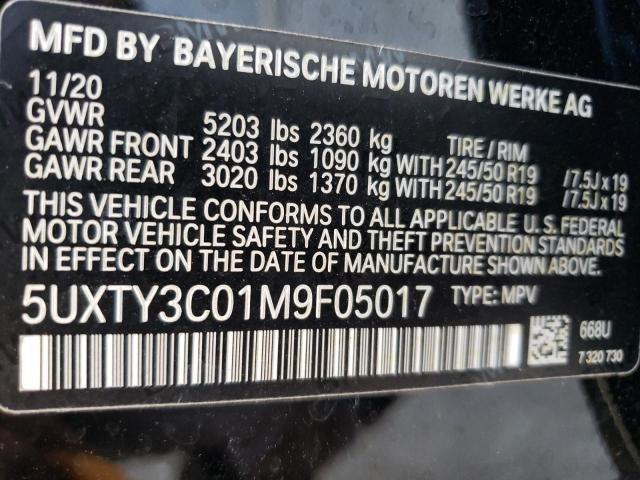 MFD BY BAYERISCHE MOTOREN WERKE AG
11/20
GVWR 5203 lbs 2360 kg TIRE / RIM
GAWR FRONT 2403 lbs 1090 kg WITH 245/50 R19 /7.5J x 19
GAWR REAR 3020 lbs 1370 kg WITH 245/50 R19 /7.5J x 19
THIS VEHICLE CONFORMS TO ALL APPLICABLE U.S. FEDERAL
MOTOR VEHICLE SAFETY AND THEFT PREVENTION STANDARDS
IN EFFECT ON THE DATE OF MANUFACTURE SHOWN ABOVE.
5UXTY3C01M9F05017 TYPE: MPV
668U
7 320 730